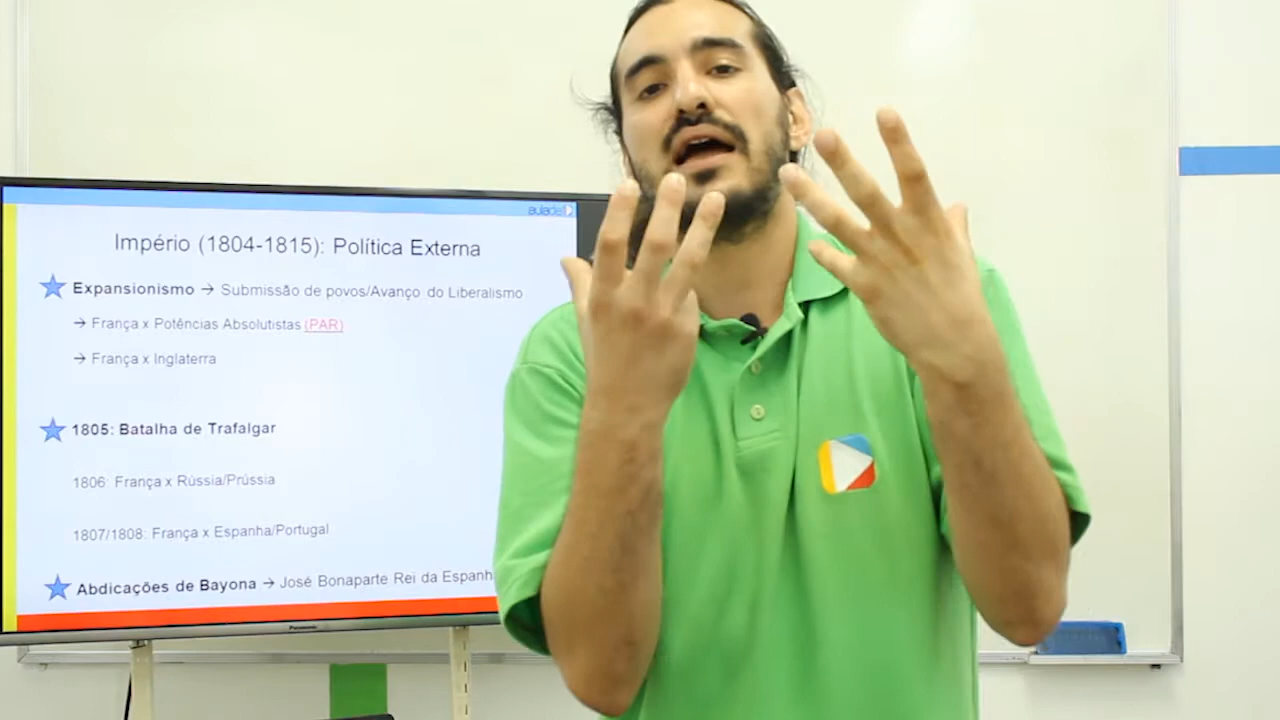 aulade
Império (1804-1815): Política Externa
Expansionismo → Submissão de povos/Avanço do Liberalismo
→ França x Potências Absolutistas (PAR)
→ França x Inglaterra
1805: Batalha de Trafalgar
1806: França x Rússia/Prússia
1807/1808: França x Espanha/Portugal
Abdicações de Bayona → José Bonaparte Rei da Espanh
Panasonic